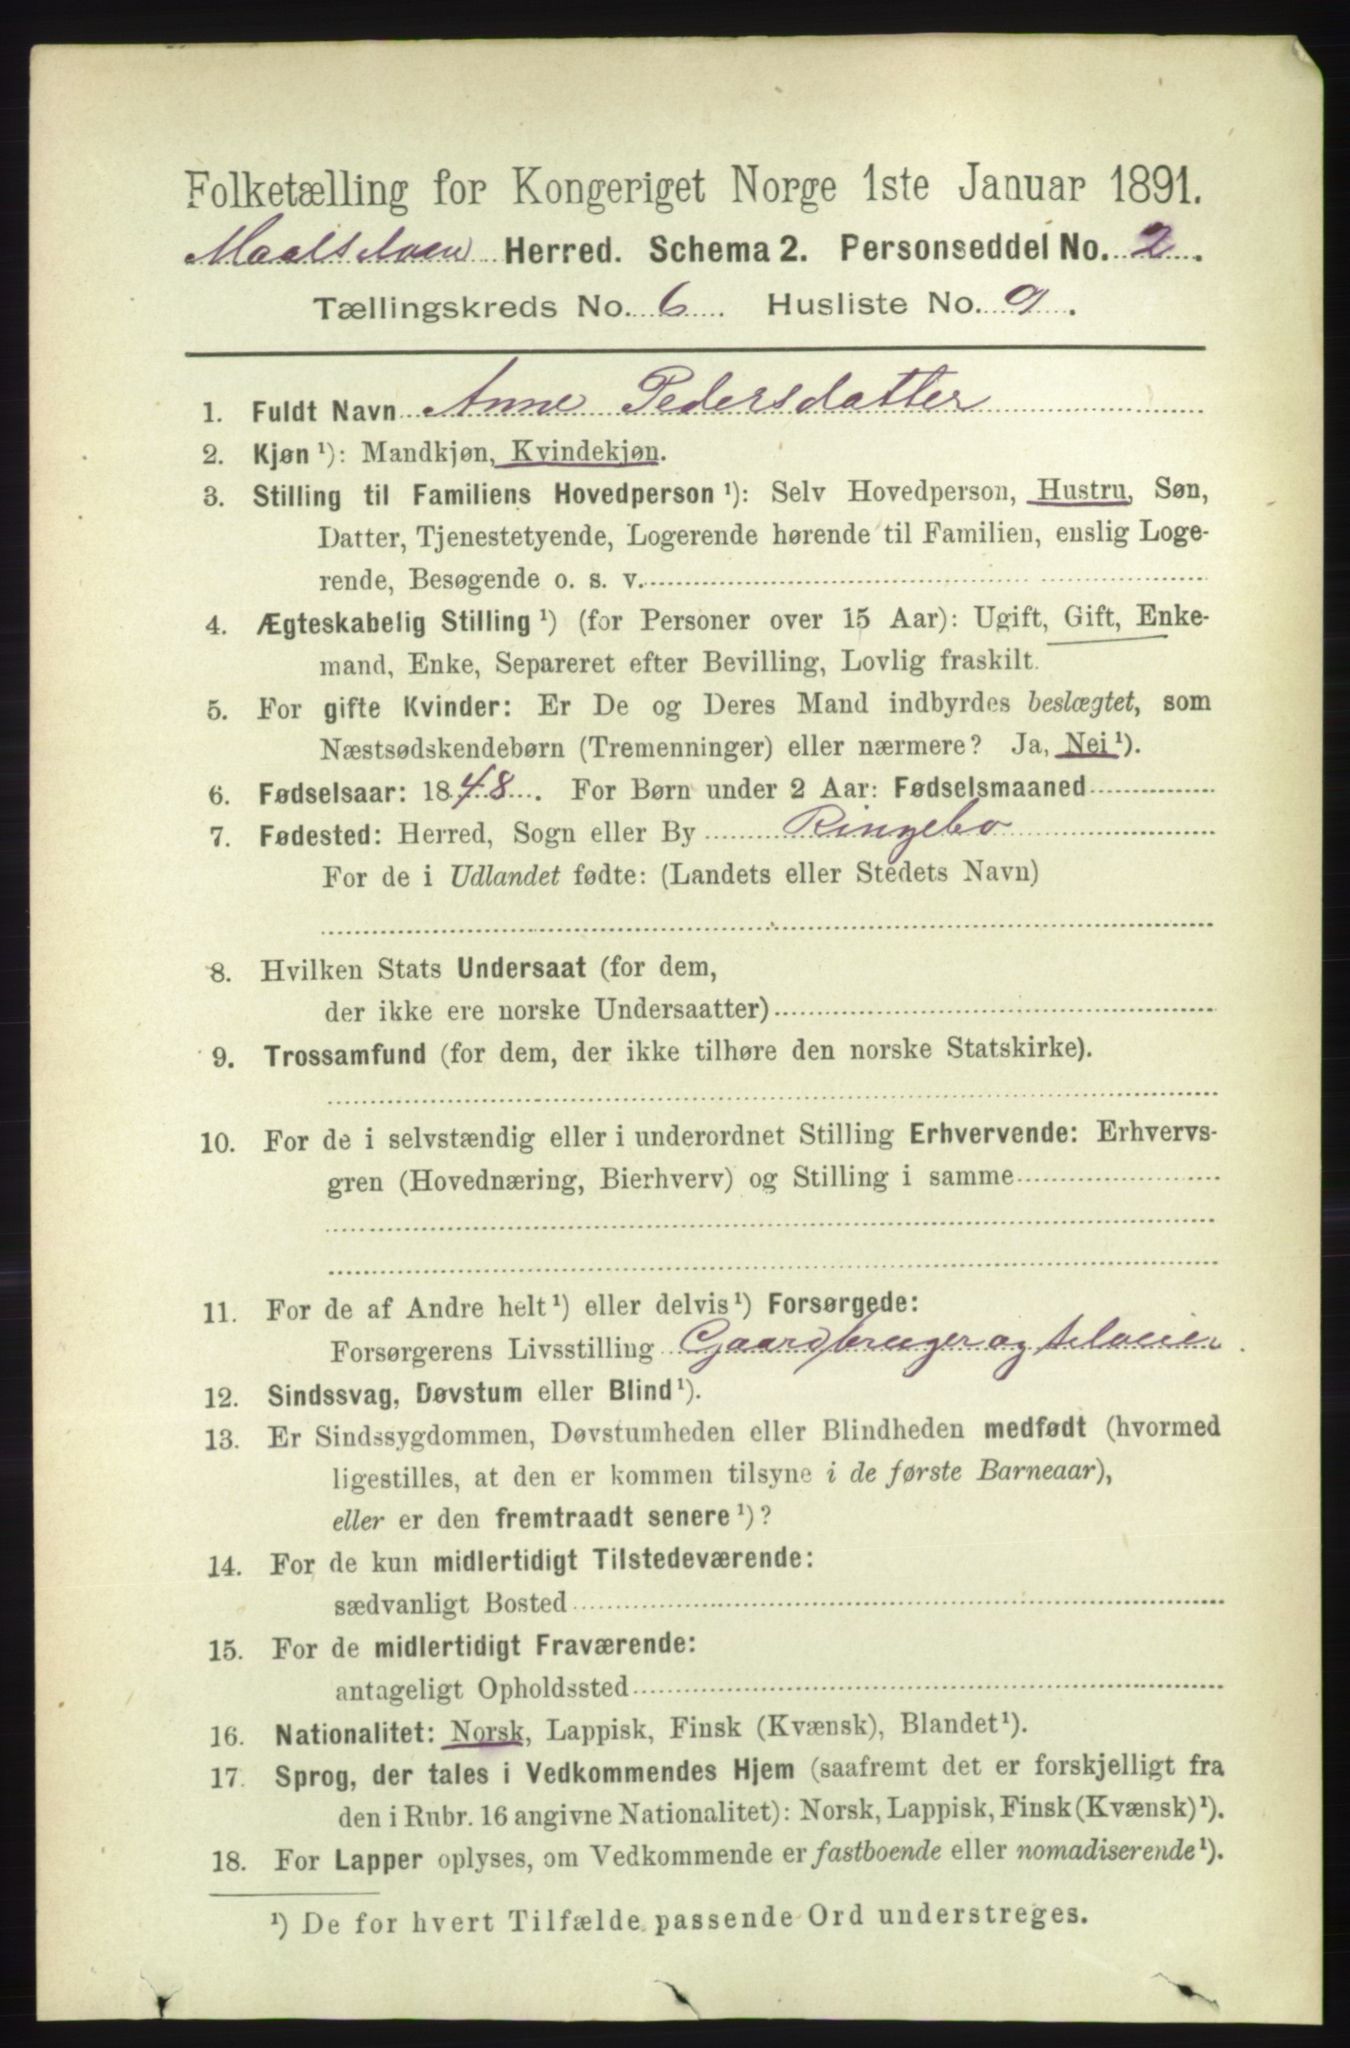 Folketælling for Kongeriget Norge 1ste Januar 1891.
Maalselven Herred. Schema 2. Personseddel No. 2.
Tællingskreds No. 6. Husliste No. 9.
1. Fuldt Navn Anne Pedersdatter
2. Kjøn ¹): Mandkjøn, Kvindekjøn.
3. Stilling til Familiens Hovedperson ¹): Selv Hovedperson, Hustru, Søn,
Datter, Tjenestetyende, Logerende hørende til Familien, enslig Loge-
rende, Besøgende o. s. v.
4. Ægteskabelig Stilling ¹) (for Personer over 15 Aar): Ugift, Gift, Enke-
mand, Enke, Separeret efter Bevilling, Lovlig fraskilt.
5. For gifte Kvinder: Er De og Deres Mand indbyrdes beslægtet, som
Næstsødskendebørn (Tremenninger) eller nærmere? Ja, Nei ¹).
6. Fødselsaar: 1848. For Børn under 2 Aar: Fødselsmaaned
7. Fødested: Herred, Sogn eller By Ringebo
For de i Udlandet fødte: (Landets eller Stedets Navn)
8. Hvilken Stats Undersaat (for dem,
der ikke ere norske Undersaatter)
9. Trossamfund (for dem, der ikke tilhøre den norske Statskirke).
10. For de i selvstændig eller i underordnet Stilling Erhvervende: Erhvervs-
gren (Hovednæring, Bierhverv) og Stilling i samme
11. For de af Andre helt ¹) eller delvis ¹) Forsørgede:
Forsørgerens Livsstilling Gaardbruger og selveier.
12. Sindssvag, Døvstum eller Blind ¹).
13. Er Sindssygdommen, Døvstumheden eller Blindheden medfødt (hvormed
ligestilles, at den er kommen tilsyne i de første Barneaar),
eller er den fremtraadt senere ¹)?
14. For de kun midlertidigt Tilstedeværende:
sædvanligt Bosted
15. For de midlertidigt Fraværende:
antageligt Opholdssted
16. Nationalitet: Norsk, Lappisk, Finsk (Kvænsk), Blandet ¹).
17. Sprog, der tales i Vedkommendes Hjem (saafremt det er forskjelligt fra
den i Rubr. 16 angivne Nationalitet): Norsk, Lappisk, Finsk (Kvænsk) ¹).
18. For Lapper oplyses, om Vedkommende er fastboende eller nomadiserende ¹).
¹) De for hvert Tilfælde passende Ord understreges.